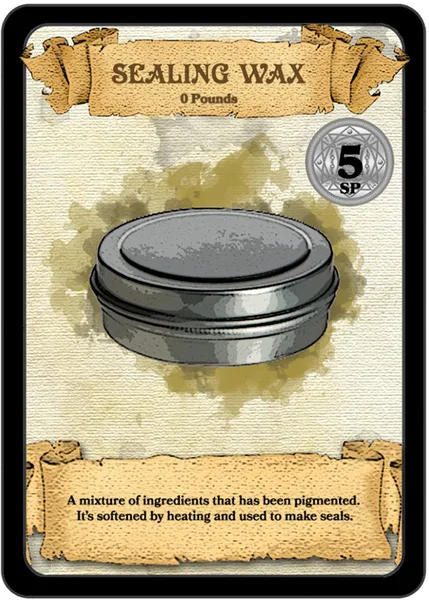 SEALING WAX
0 Pounds
5
SP
A mixture of ingredients that has been pigmented.
It's softened by heating and used to make seals.